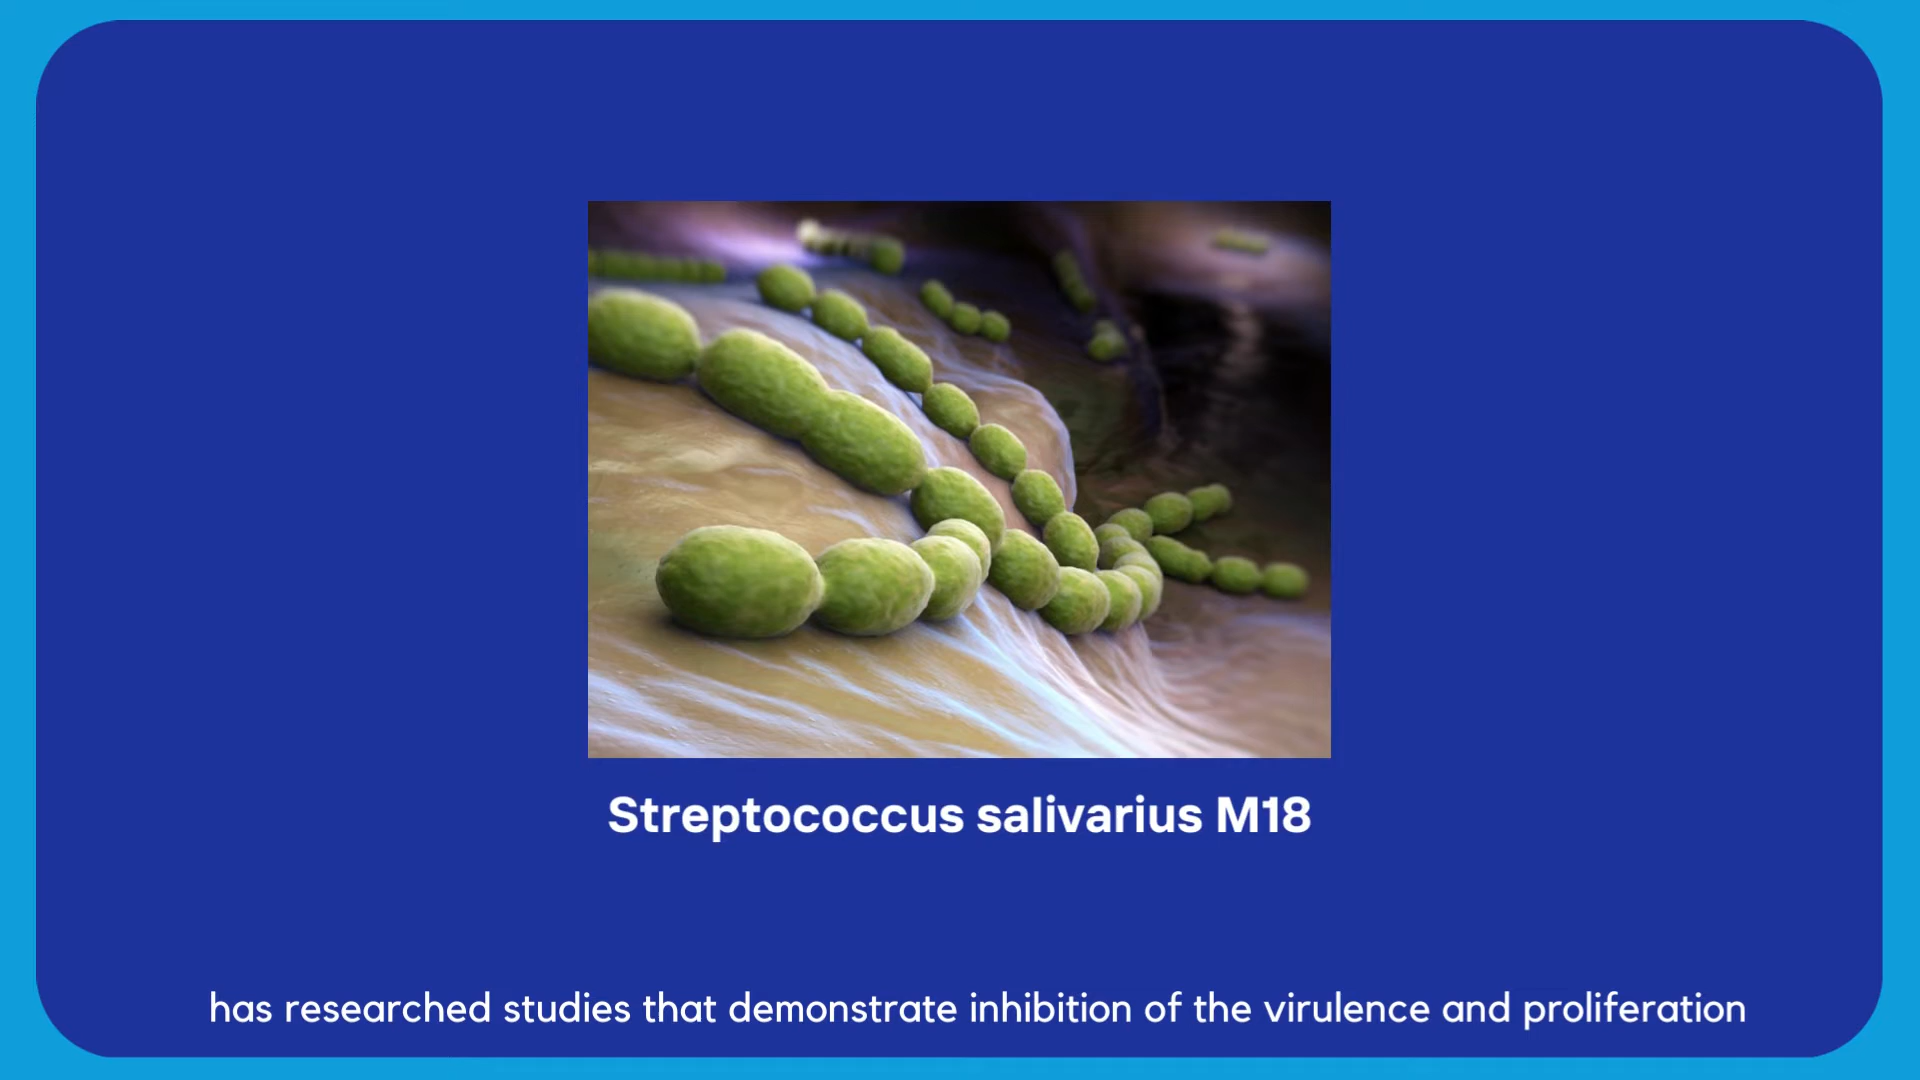 Streptococcus salivarius M18
has researched studies that demonstrate inhibition of the virulence and proliferation